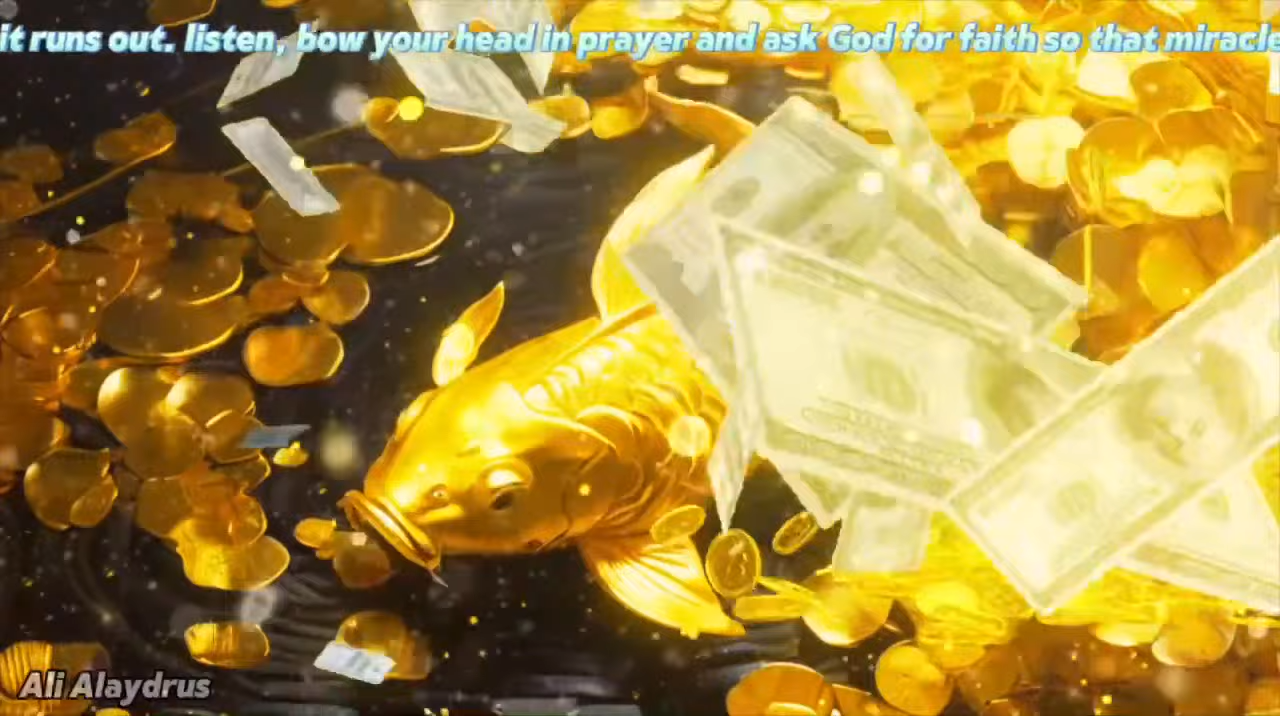 it runs out. listen, bow your head in prayer and ask God for faith so that miracle
Ali Alaydrus